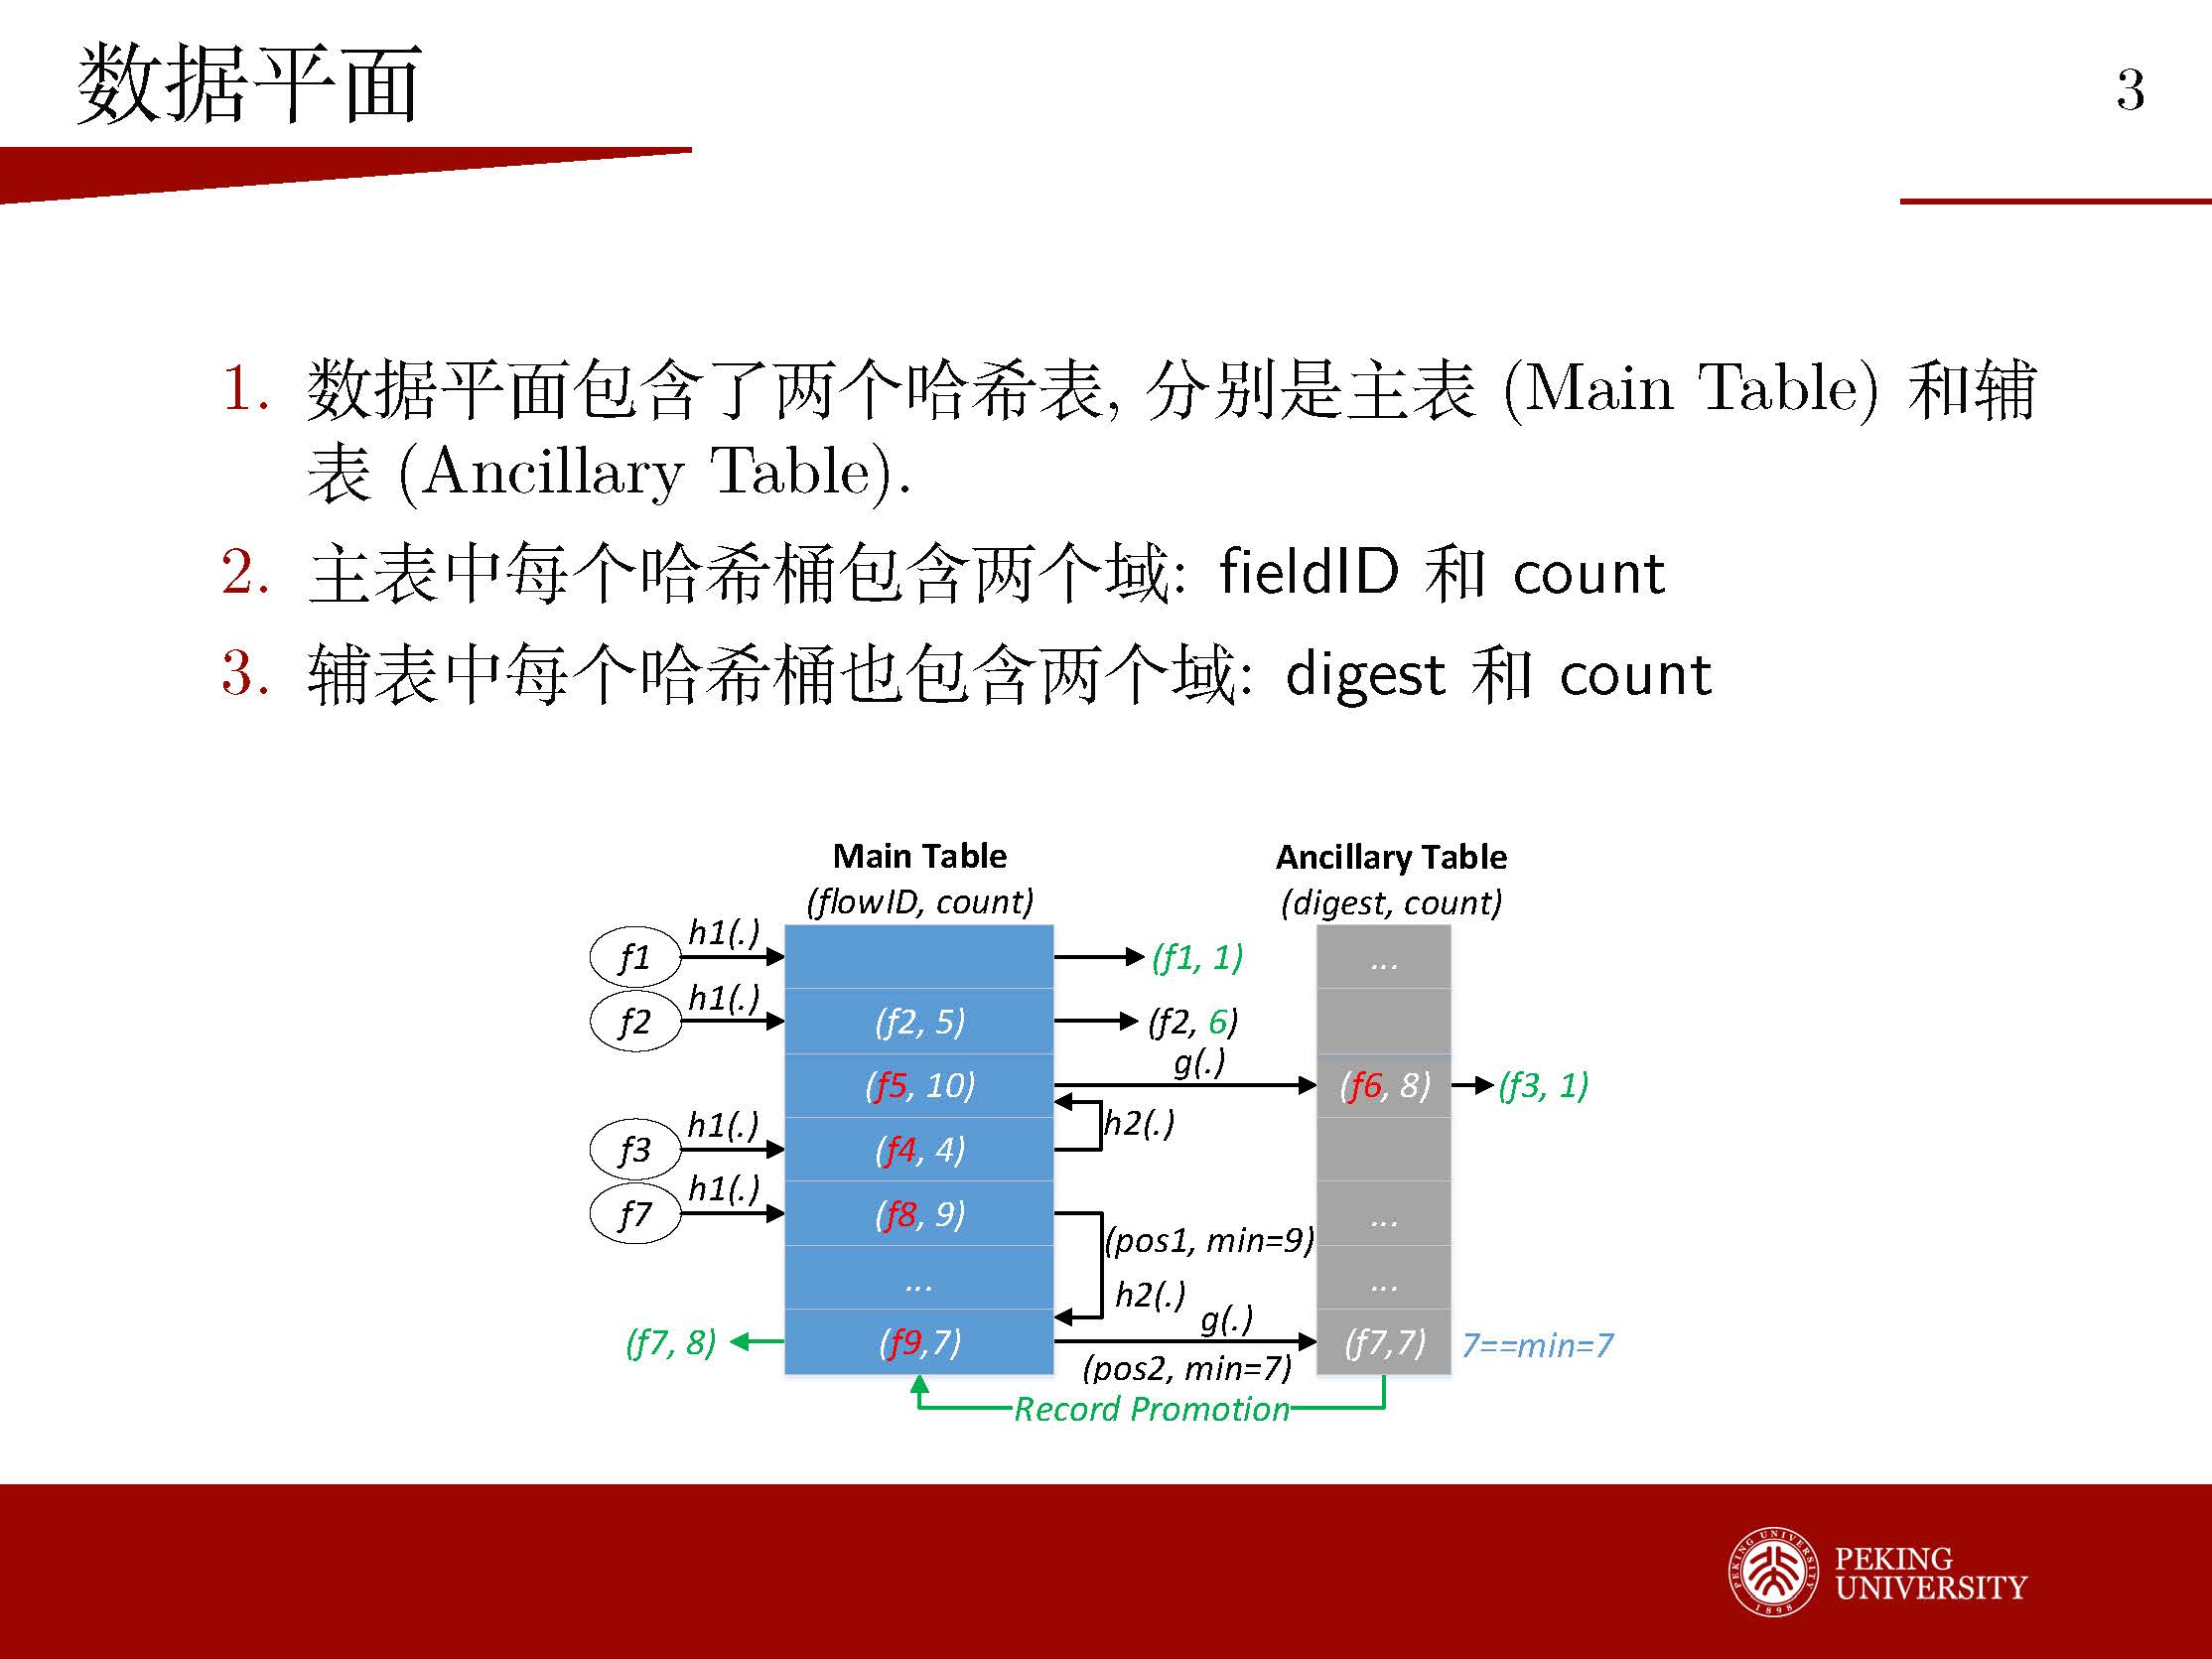 数据平面
3
1. 数据平面包含了两个哈希表, 分别是主表 (Main Table) 和辅
表 (Ancillary Table).
2. 主表中每个哈希桶包含两个域: fieldID 和 count
3. 辅表中每个哈希桶也包含两个域: digest 和 count
Main Table Ancillary Table
(flowID, count) (digest, count)
f1 h1(.) (f1, 1) ...
f2 h1(.) (f2, 5) (f2, 6)
g(.)
(f5, 10) (f6, 8) (f3, 1)
h2(.)
f3 h1(.) (f4, 4)
f7 h1(.) (f8, 9) ...
(pos1, min=9)
... h2(.) ...
g(.)
(f7, 8) (f9,7) (f7,7) 7==min=7
(pos2, min=7)
Record Promotion
PEKING UNIVERSITY
1898
PEKING
UNIVERSITY